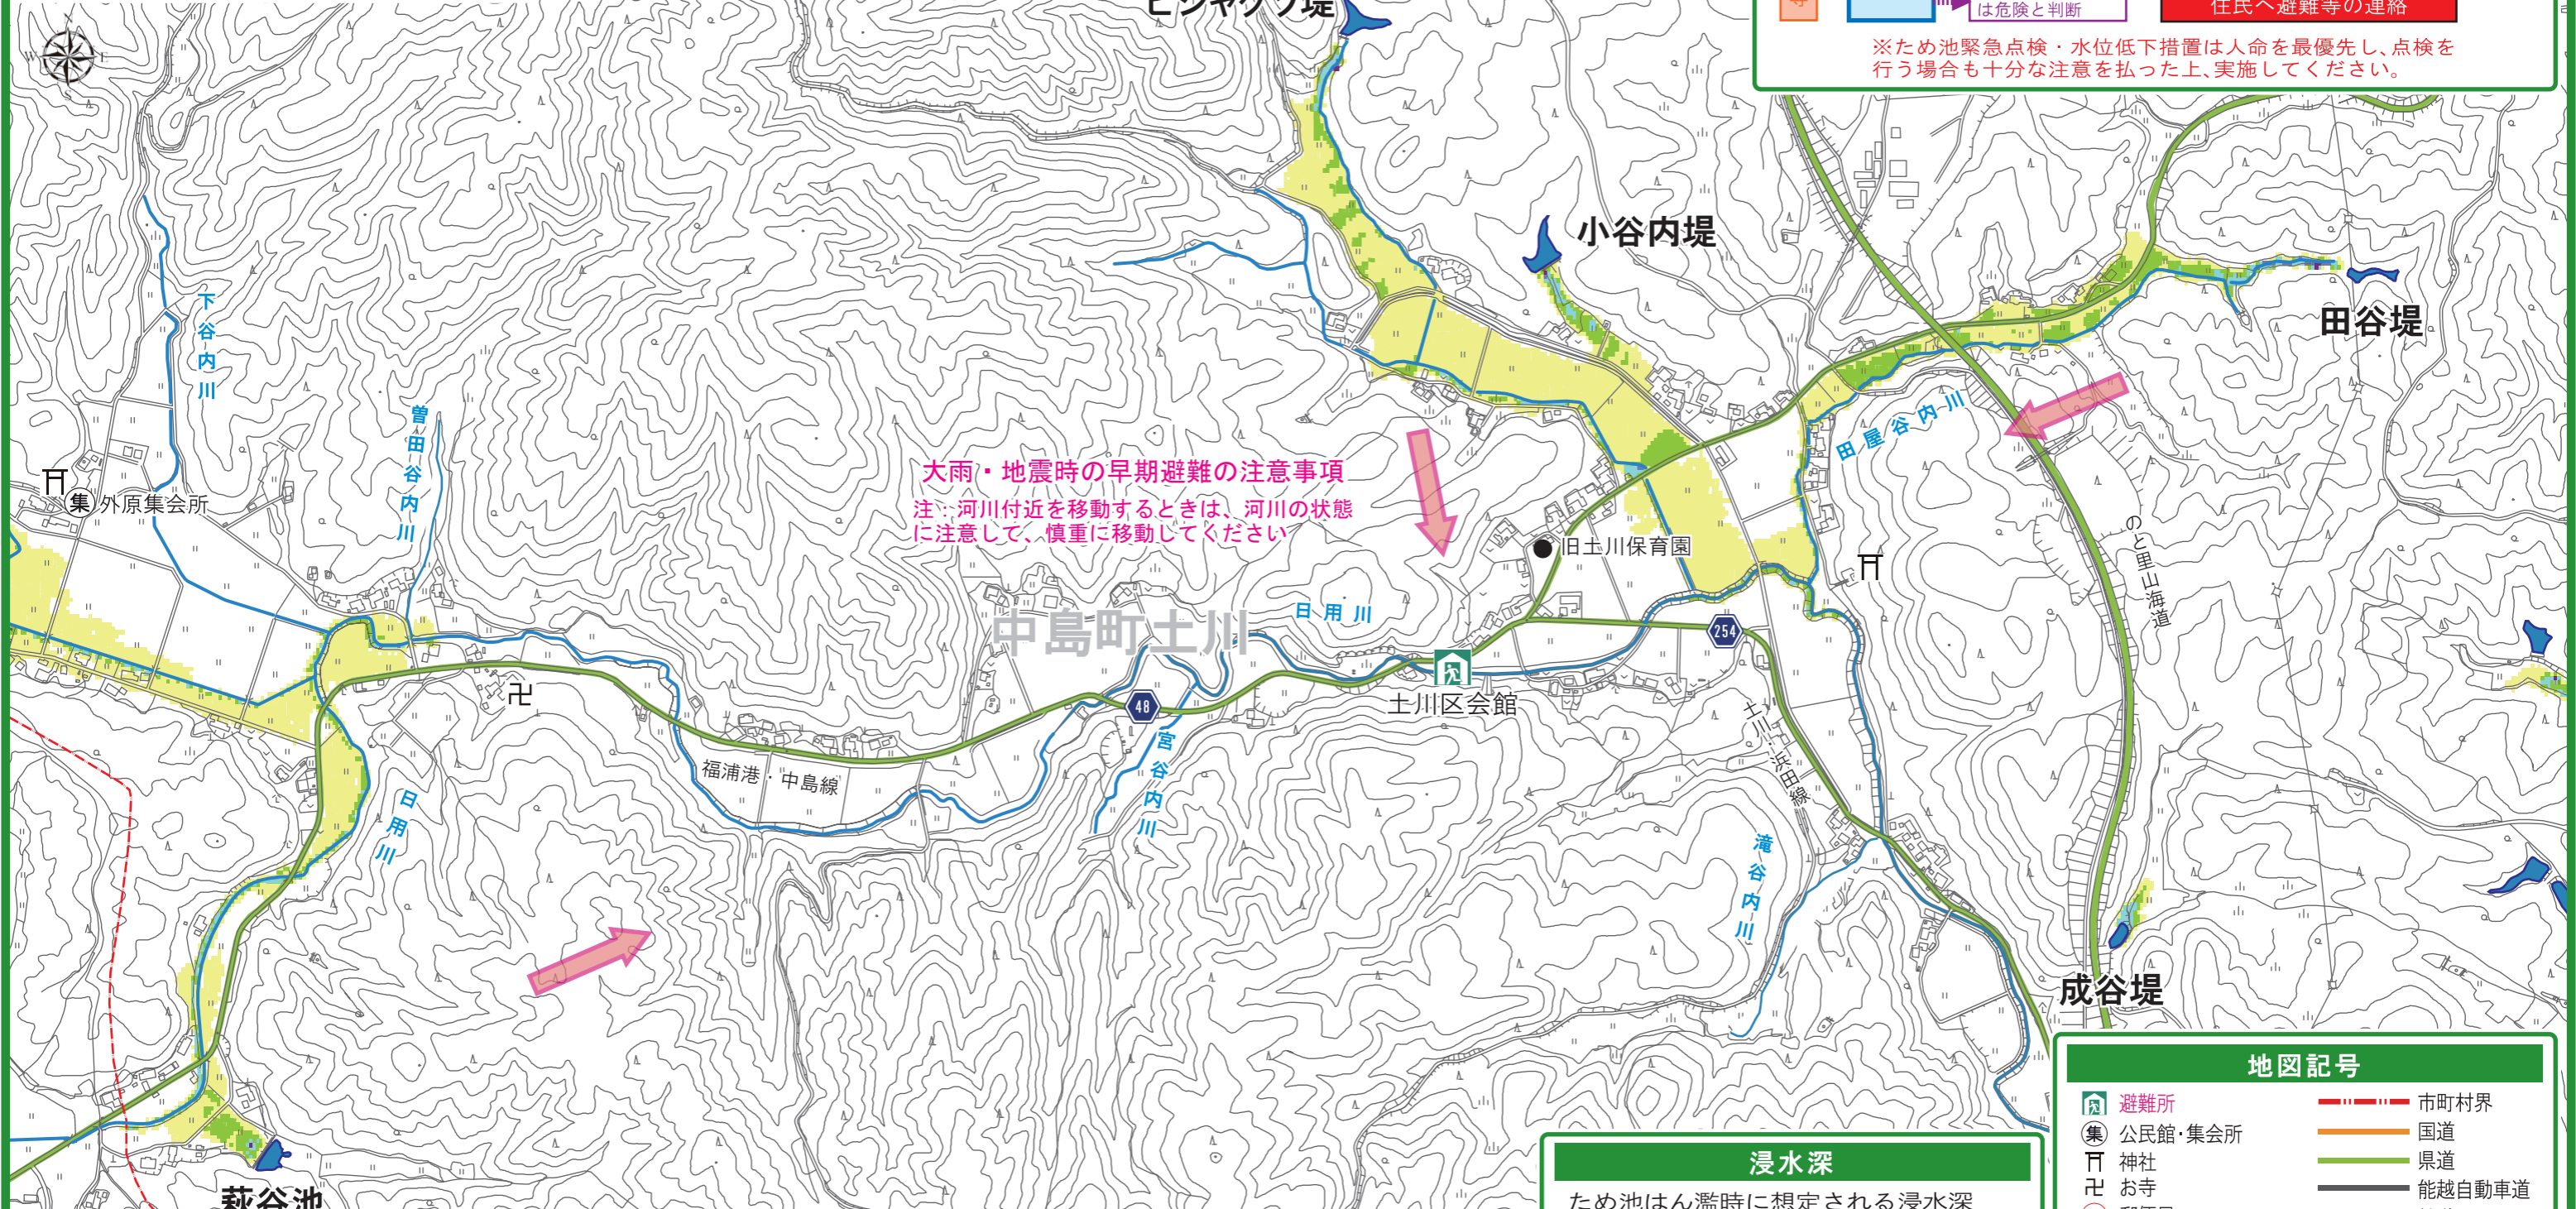 は危険と判断
住民へ避難等の連絡
※ため池緊急点検・水位低下措置は人命を最優先し、点検を
行う場合も十分な注意を払った上、実施してください。
N
W
E
S
小谷内堤
田谷堤
下谷内川
曽田谷内川
田屋谷内川
外原集会所
集
大雨・地震時の早期避難の注意事項
注：河川付近を移動するときは、河川の状態
に注意して、慎重に移動してください
旧土川保育園
のと里山海道
中島町土川
日用川
254
土川区会館
48
宮谷内川
土川・浜田線
福浦港・中島線
日用川
滝谷内川
成谷堤
萩谷池
浸水深
ため池はん濫時に想定される浸水深
地図記号
避難所
集 公民館・集会所
神社
お寺
市町村界
国道
県道
能越自動車道